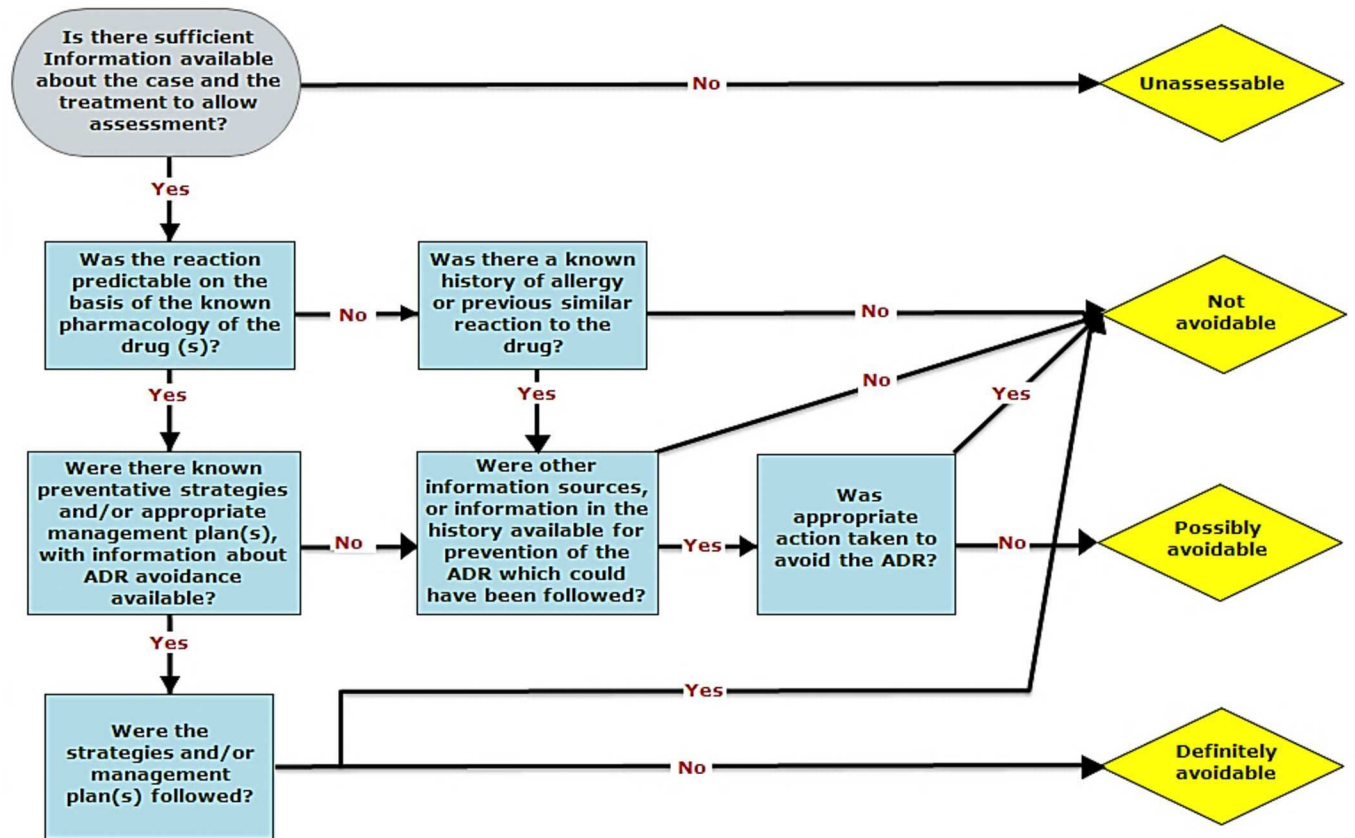 Is there sufficient
Information available
about the case and the
treatment to allow
assessment?
No
Unassessable
Yes
Was the reaction
predictable on the
basis of the known
pharmacology of the
drug (s)?
No
Was there a known
history of allergy
or previous similar
reaction to the
drug?
No
Not
avoidable
Yes
Yes
No
Yes
Were there known
preventative strategies
and/or appropriate
management plan(s),
with information about
ADR avoidance
available?
No
Were other
information sources,
or information in the
history available for
prevention of the
ADR which could
have been followed?
Yes
Was
appropriate
action taken to
avoid the ADR?
No
Possibly
avoidable
Yes
Were the
strategies and/or
management
plan(s) followed?
Yes
No
Definitely
avoidable